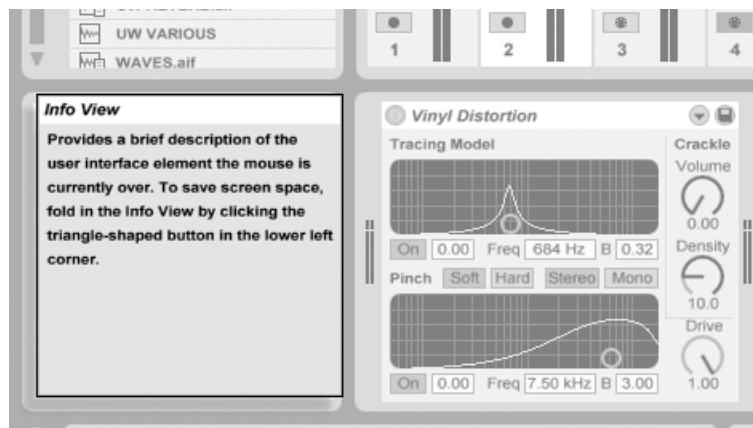 UW VARIOUS
WAVES.aif
1 2 3 4
Info View
Provides a brief description of the
user interface element the mouse is
currently over. To save screen space,
fold in the Info View by clicking the
triangle-shaped button in the lower left
corner.
Vinyl Distortion
Tracing Model
Crackle
Volume
0.00
On 0.00 Freq 684 Hz B 0.32
Density
10.0
Pinch Soft Hard Stereo Mono
Drive
1.00
On 0.00 Freq 7.50 kHz B 3.00